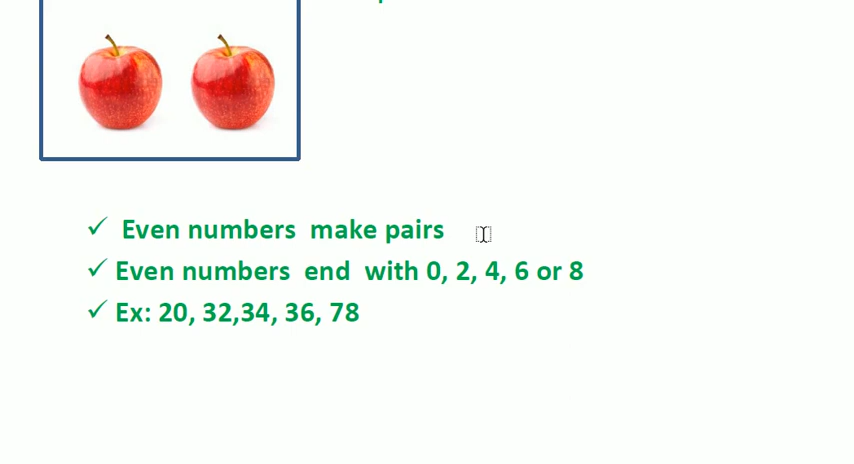 Even numbers  make pairs
Even numbers  end  with 0, 2, 4, 6 or 8
Ex: 20, 32,34, 36, 78